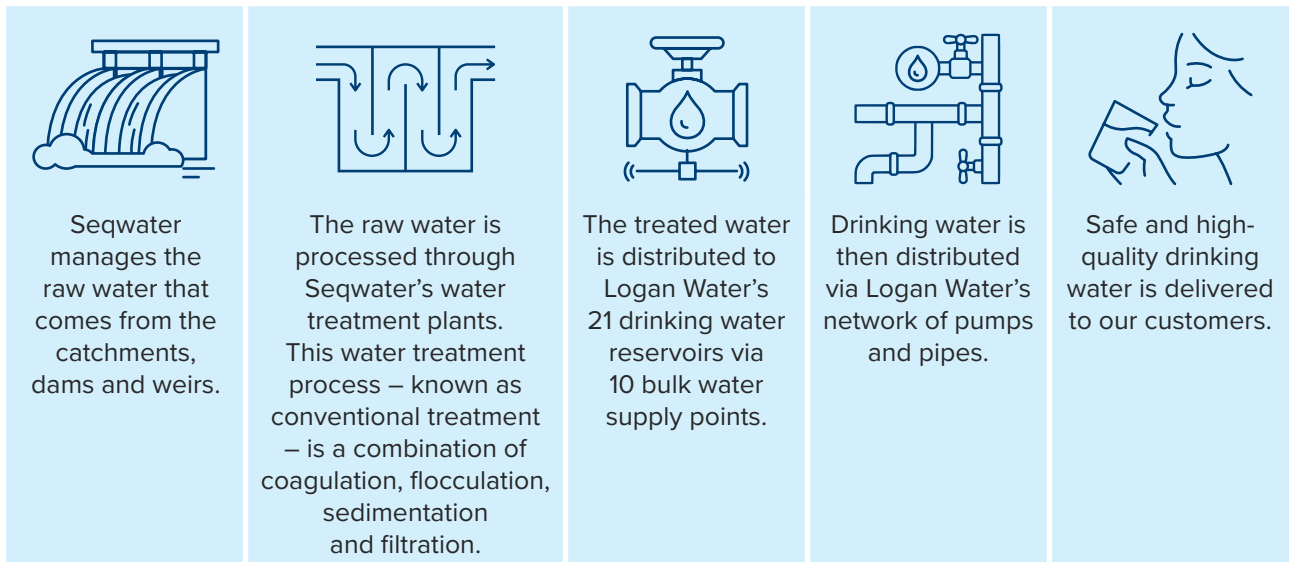 Seqwater
manages the
raw water that
comes from the
catchments,
dams and weirs.
The raw water is
processed through
Seqwater’s water
treatment plants.
This water treatment
process – known as
conventional treatment
– is a combination of
coagulation, flocculation,
sedimentation
and filtration.
The treated water
is distributed to
Logan Water’s
21 drinking water
reservoirs via
10 bulk water
supply points.
Drinking water is
then distributed
via Logan Water’s
network of pumps
and pipes.
Safe and high-
quality drinking
water is delivered
to our customers.